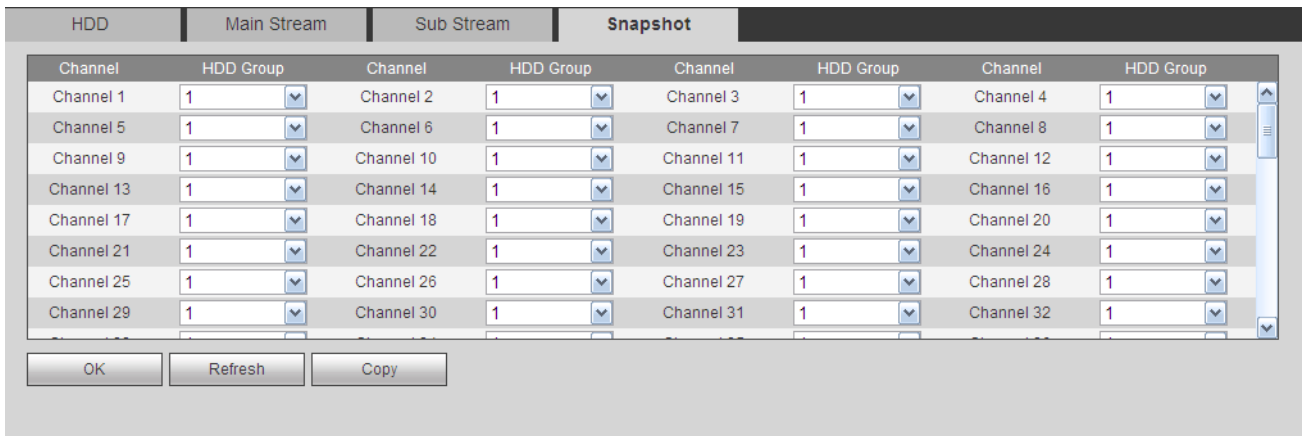 HDD Main Stream Sub Stream Snapshot
Channel HDD Group Channel HDD Group Channel HDD Group Channel HDD Group
Channel 1 1 Channel 2 1 Channel 3 1 Channel 4 1
Channel 5 1 Channel 6 1 Channel 7 1 Channel 8 1
Channel 9 1 Channel 10 1 Channel 11 1 Channel 12 1
Channel 13 1 Channel 14 1 Channel 15 1 Channel 16 1
Channel 17 1 Channel 18 1 Channel 19 1 Channel 20 1
Channel 21 1 Channel 22 1 Channel 23 1 Channel 24 1
Channel 25 1 Channel 26 1 Channel 27 1 Channel 28 1
Channel 29 1 Channel 30 1 Channel 31 1 Channel 32 1
OK Refresh Copy